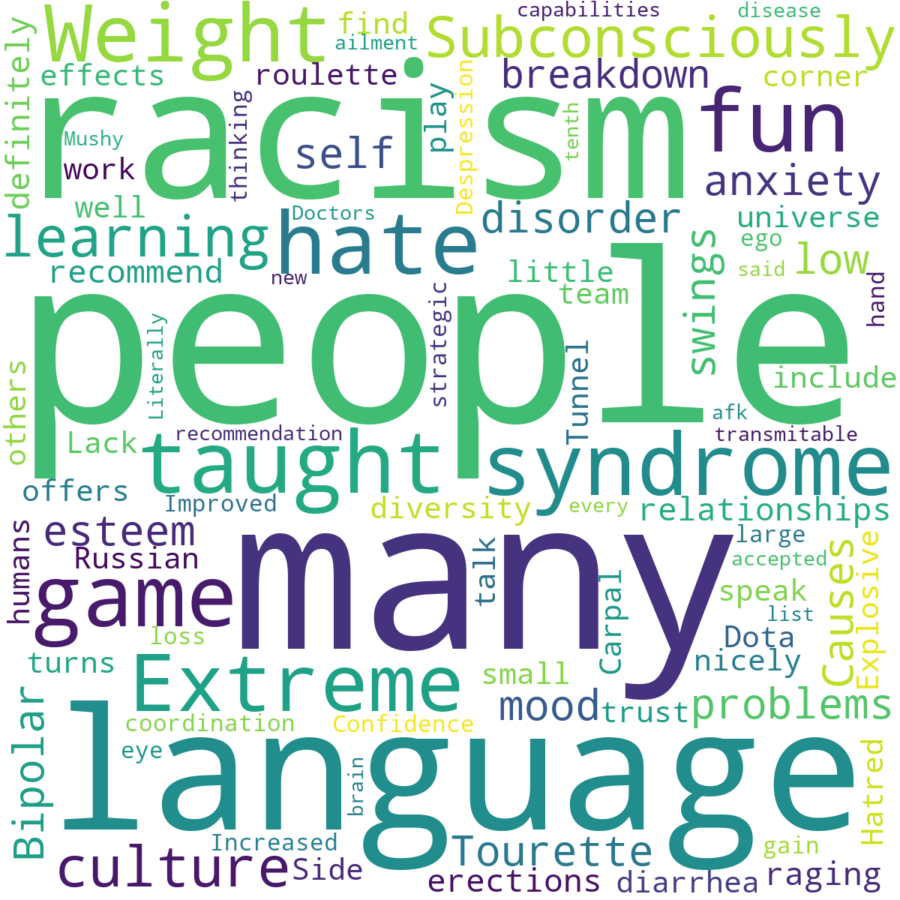 capabilities
disease
Weight
find
Subconsciously
ailment
definitely
effects
roulette
breakdown
corner
racism
fun
Mushy
work
thinking
self
play
Despression
tenth
anxiety
well
Doctors
hate
disorder
universe
learning
recommend
new
little
team
swings
ego
said
low
hand
people
Literally
strategic
Tunnel
include
others
Lack
recommendation
taught
afk
transmitable
syndrome
offers
Improved
diversity
every
relationships
humans
esteem
Russian
game
many
talk
large
accepted
Carpal
speak
list
Causes
Explosive
loss
Dota
nicely
turns
Extreme
small
mood
trust
problems
Bipolar
coordination
Confidence
eye
brain
language
Hatred
Increased
culture
Side
Tourette
gain
erections
diarrhea
raging